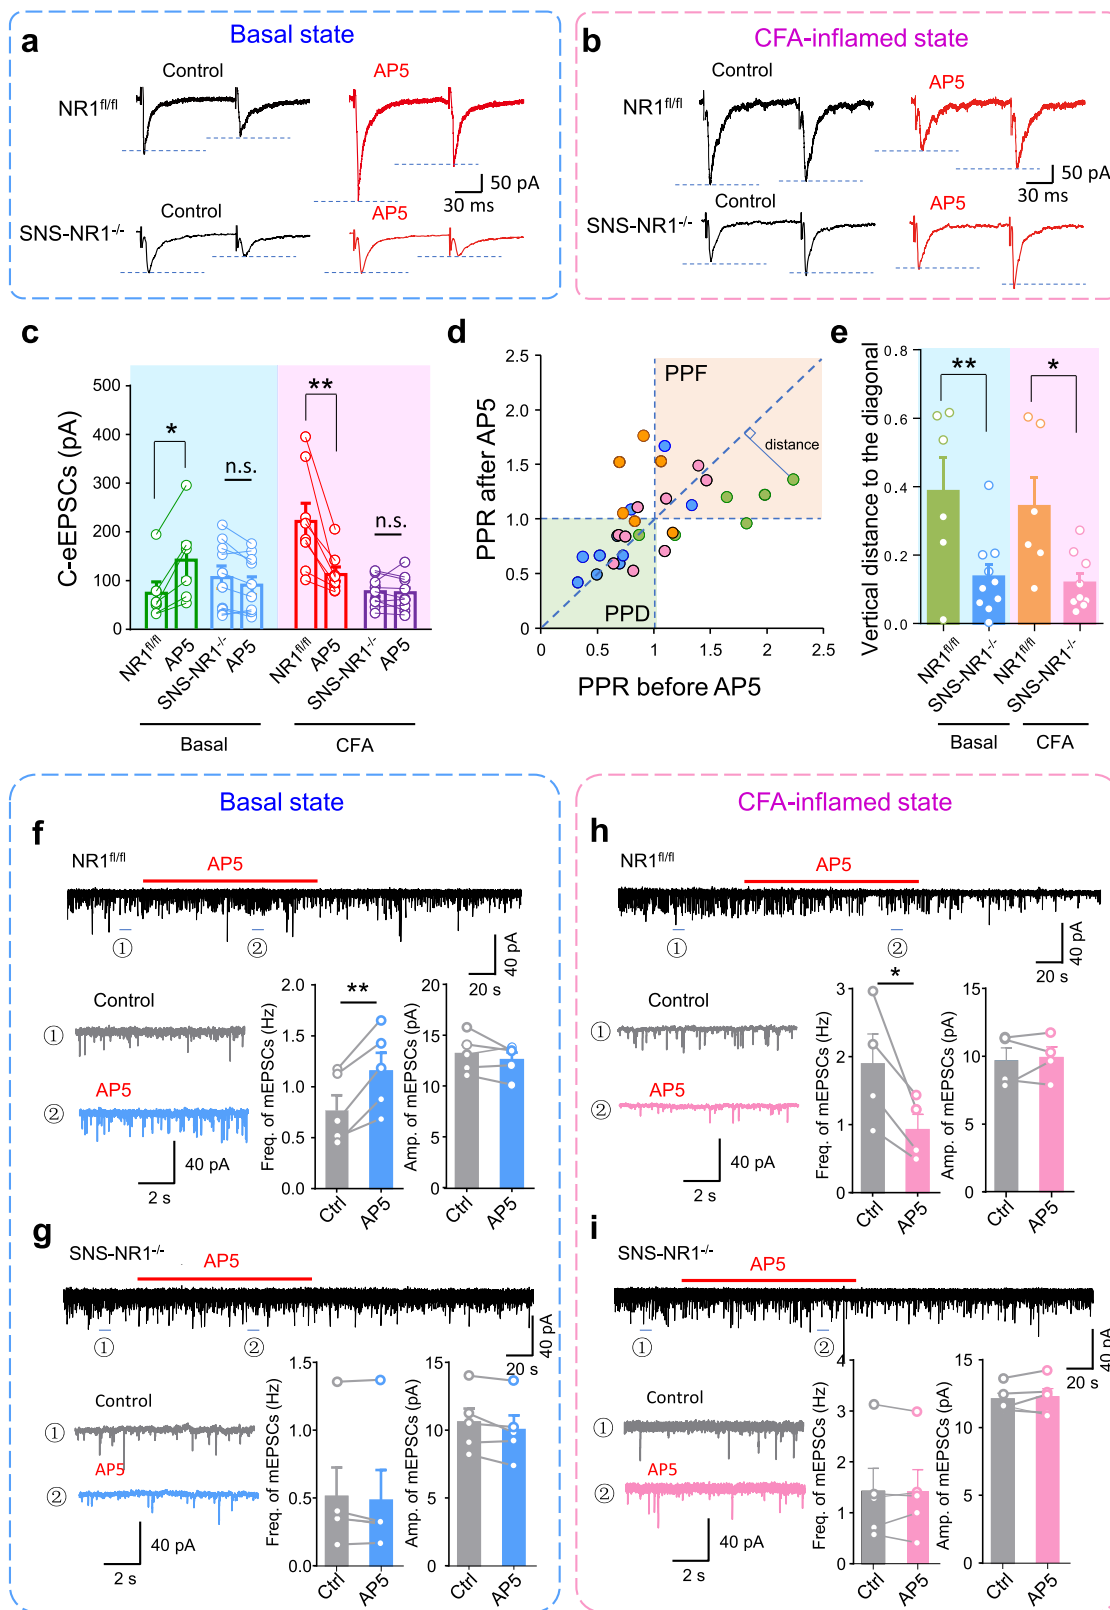 a
Basal state
Control
AP5
NR1fl/fl
50 pA
30 ms
Control
AP5
SNS-NR1-/-
b
CFA-inflamed state
Control
AP5
NR1fl/fl
50 pA
30 ms
Control
AP5
SNS-NR1-/-
c
C-eEPSCs (pA)
500
400
300
200
100
0
*
n.s.
**
n.s.
NR1fl/fl
AP5
SNS-NR1-/-
AP5
NR1fl/fl
AP5
SNS-NR1-/-
AP5
Basal
CFA
d
PPR after AP5
2.5
2.0
1.5
1.0
0.5
0
PPF
distance
PPD
0
0.5
1.0
1.5
2.0
2.5
PPR before AP5
e
Vertical distance to the diagonal
0.8
0.6
0.4
0.2
0.0
**
*
NR1fl/fl
SNS-NR1-/-
NR1fl/fl
SNS-NR1-/-
Basal
CFA
Basal state
f
NR1fl/fl
AP5
①
②
40 pA
20 s
Control
①
AP5
②
40 pA
2 s
Freq. of mEPSCs (Hz)
2.0
1.5
1.0
0.5
0.0
**
Ctrl
AP5
Amp. of mEPSCs (pA)
20
15
10
5
0
Ctrl
AP5
g
SNS-NR1-/-
AP5
①
②
40 pA
20 s
Control
①
AP5
②
40 pA
2 s
Freq. of mEPSCs (Hz)
1.5
1.0
0.5
0.0
Ctrl
AP5
Amp. of mEPSCs (pA)
15
10
5
0
Ctrl
AP5
CFA-inflamed state
h
NR1fl/fl
AP5
①
②
40 pA
20 s
Control
①
AP5
②
40 pA
2 s
Freq. of mEPSCs (Hz)
3
2
1
0
*
Ctrl
AP5
Amp. of mEPSCs (pA)
15
10
5
0
Ctrl
AP5
i
SNS-NR1-/-
AP5
①
②
40 pA
20 s
Control
①
AP5
②
40 pA
2 s
Freq. of mEPSCs (Hz)
4
3
2
1
0
Ctrl
AP5
Amp. of mEPSCs (pA)
15
10
5
0
Ctrl
AP5